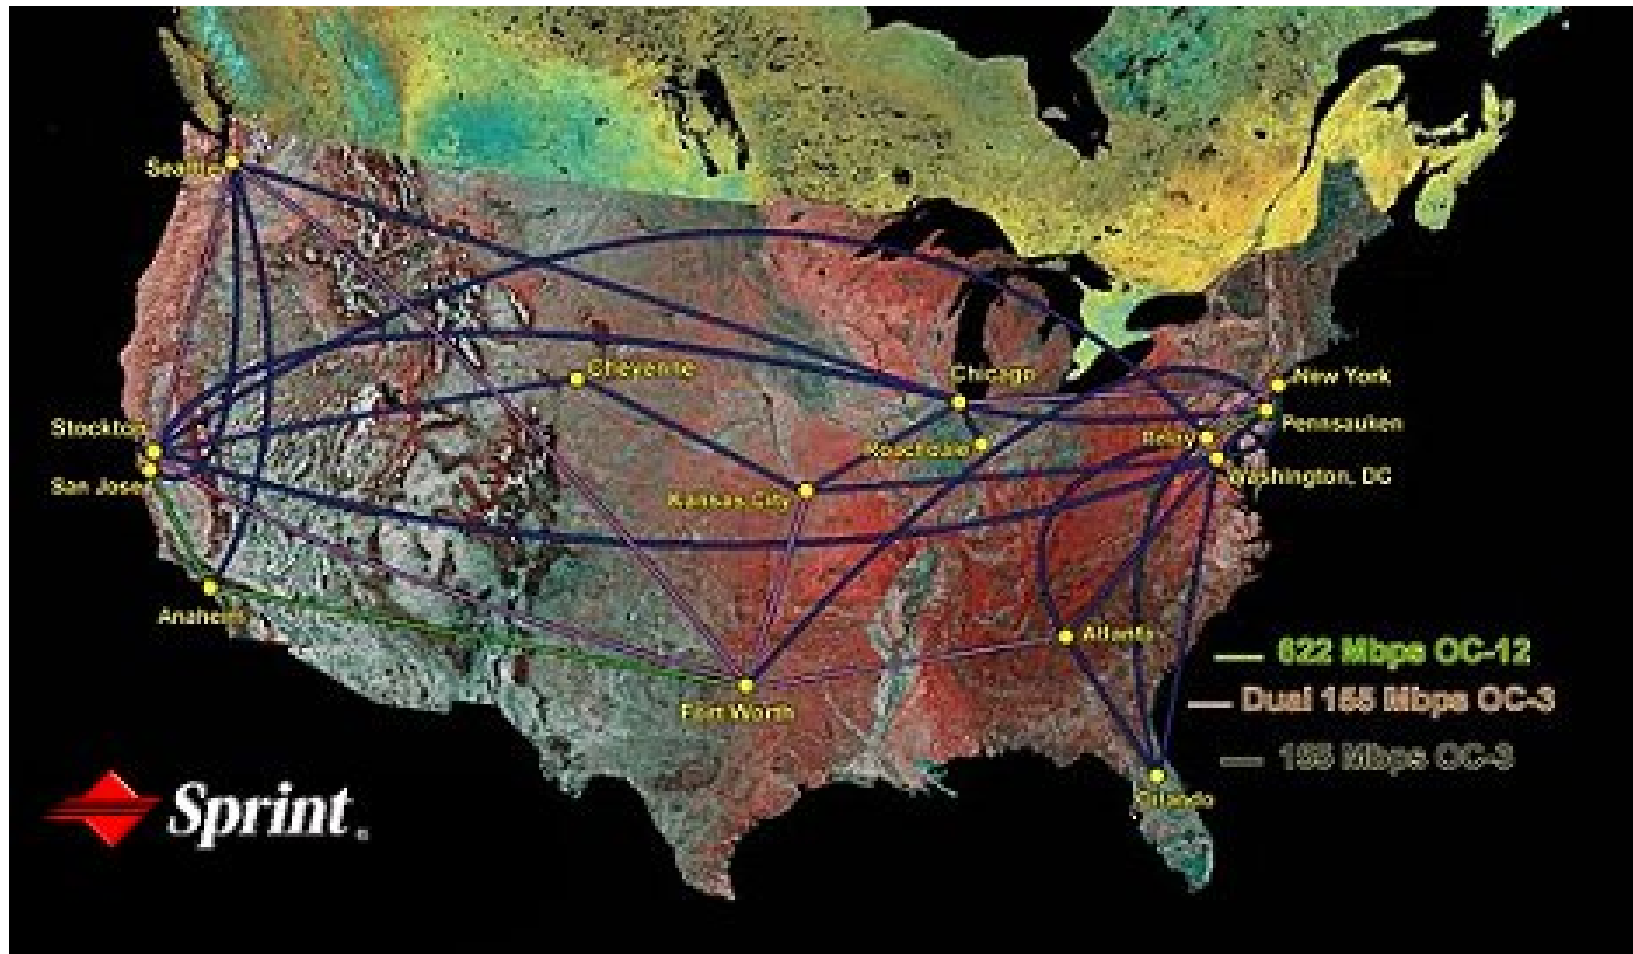 Seattle
Cheyenne
Chicago
New York
Stockton
Pennsauken
Relay
Roachdale
San Jose
Washington, DC
Kansas City
Anaheim
Atlanta
622 Mbps OC-12
Dual 155 Mbps OC-3
Fort Worth
155 Mbps OC-3
Orlando
Sprint.